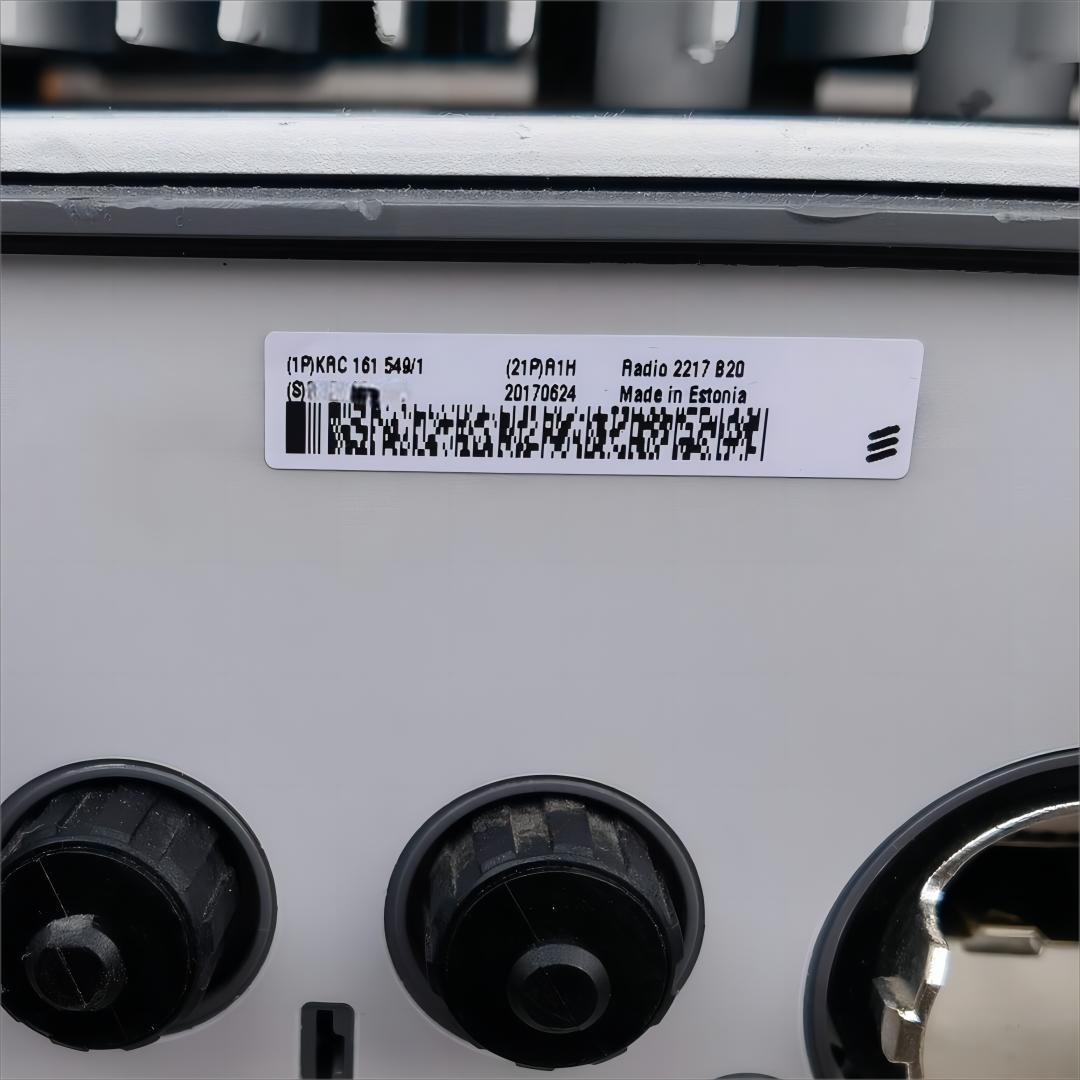 (1P)KRC 161 549/1 (21P)R1H Radio 2217 B20
(S) 20170624 Made in Estonia